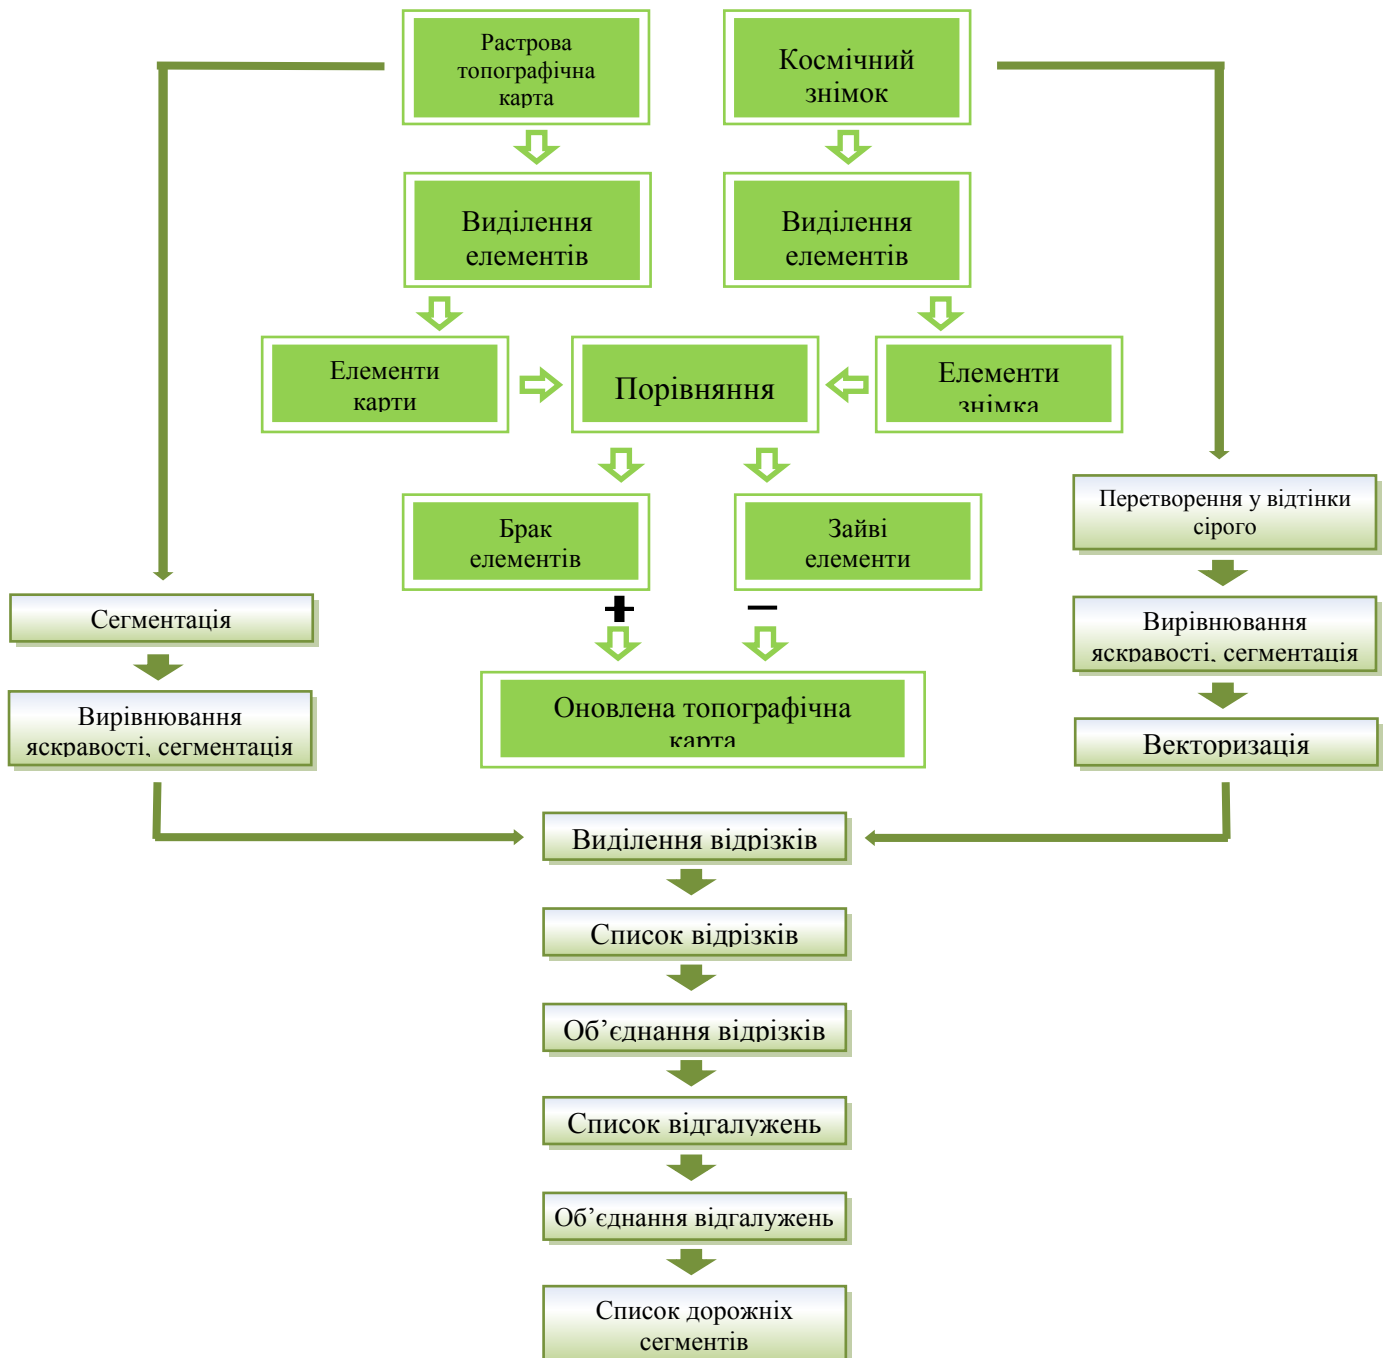 Растрова
топографічна
карта
Космічний
знімок
Виділення
елементів
Виділення
елементів
Елементи
карти
Порівняння
Елементи
знімка
Брак
елементів
Зайві
елементи
+
–
Оновлена топографічна
карта
Сегментація
Вирівнювання
яскравості, сегментація
Перетворення у відтінки
сірого
Вирівнювання
яскравості, сегментація
Векторизація
Виділення відрізків
Список відрізків
Об’єднання відрізків
Список відгалужень
Об’єднання відгалужень
Список дорожніх
сегментів